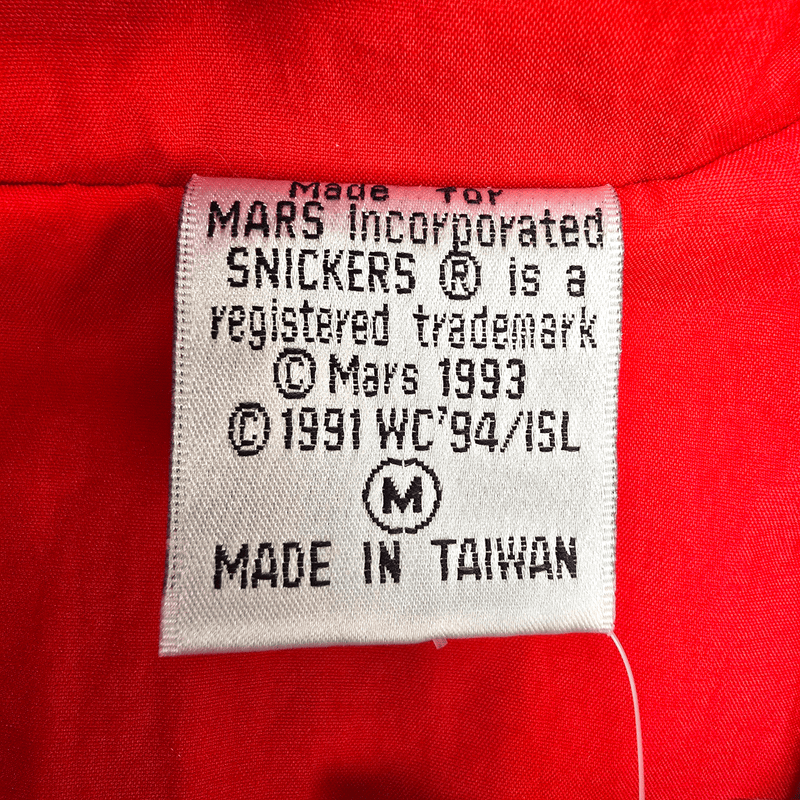 Made for
MARS Incorporated
SNICKERS ® is a
registered trademark
© Mars 1993
© 1991 WC'94/ISL
M
MADE IN TAIWAN